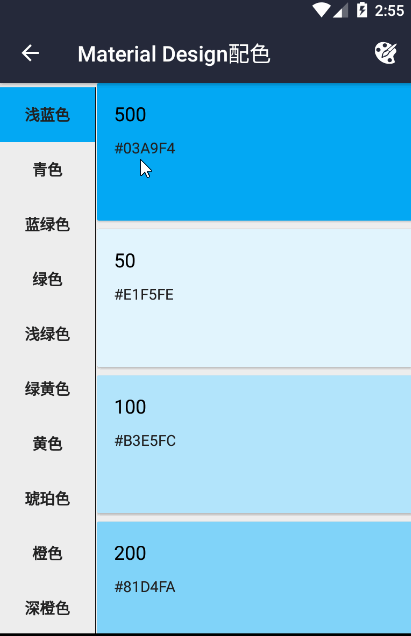 2:55
Material Design配色
浅蓝色
青色
蓝绿色
绿色
浅绿色
绿黄色
黄色
琥珀色
橙色
深橙色
500
#03A9F4
50
#E1F5FE
100
#B3E5FC
200
#81D4FA